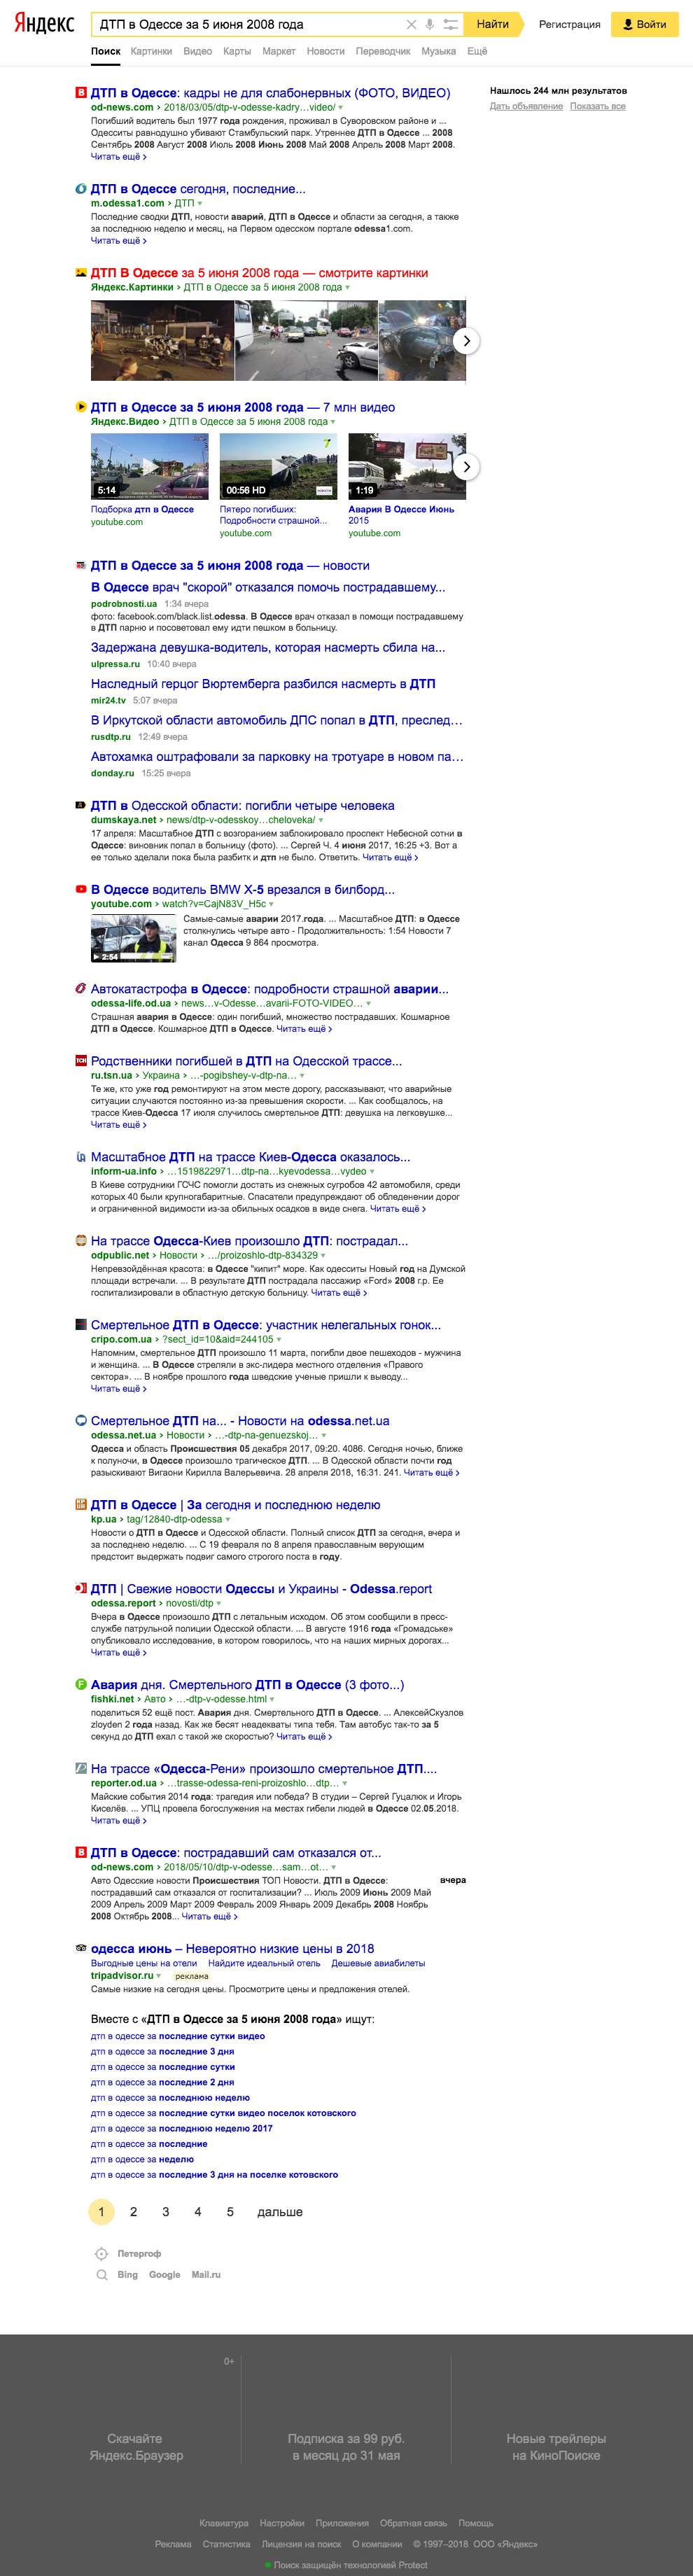 Яндекс
ДТП в Одессе за 5 июня 2008 года
Найти
Регистрация
Войти
Поиск Картинки Видео Карты Маркет Новости Переводчик Музыка Ещё
Нашлось 244 млн результатов
Дать объявление Показать все
ДТП в Одессе: кадры не для слабонервных (ФОТО, ВИДЕО)
od-news.com › 2018/03/05/dtp-v-odesse-kadry…video/
Погибший водитель был 1977 года рождения, проживал в Суворовском районе и ...
Одесситы равнодушно убивают Стамбульский парк. Утреннее ДТП в Одессе ... 2008
Сентябрь 2008 Август 2008 Июль 2008 Июнь 2008 Май 2008 Апрель 2008 Март 2008.
Читать ещё ›
ДТП в Одессе сегодня, последние...
m.odessa1.com › ДТП
Последние сводки ДТП, новости аварий, ДТП в Одессе и области за сегодня, а также
за последнюю неделю и месяц, на Первом одесском портале odessa1.com.
Читать ещё ›
ДТП В Одессе за 5 июня 2008 года — смотрите картинки
Яндекс.Картинки › ДТП в Одессе за 5 июня 2008 года
ДТП в Одессе за 5 июня 2008 года — 7 млн видео
Яндекс.Видео › ДТП в Одессе за 5 июня 2008 года
5:14
00:56 HD
7
1:19
Подборка дтп в Одессе
youtube.com
Пятеро погибших:
Подробности страшной...
youtube.com
Авария В Одессе Июнь
2015
youtube.com
ДТП в Одессе за 5 июня 2008 года — новости
В Одессе врач "скорой" отказался помочь пострадавшему...
podrobnosti.ua 1:34 вчера
фото: facebook.com/black.list.odessa. В Одессе врач отказал в помощи пострадавшему
в ДТП парню и посоветовал ему идти пешком в больницу.
Задержана девушка-водитель, которая насмерть сбила на...
ulpressa.ru 10:40 вчера
Наследный герцог Вюртемберга разбился насмерть в ДТП
mir24.tv 5:07 вчера
В Иркутской области автомобиль ДПС попал в ДТП, преслед…
rusdtp.ru 12:49 вчера
Автохамка оштрафовали за парковку на тротуаре в новом па…
donday.ru 15:25 вчера
ДТП в Одесской области: погибли четыре человека
dumskaya.net › news/dtp-v-odesskoy…cheloveka/
17 апреля: Масштабное ДТП с возгоранием заблокировало проспект Небесной сотни в
Одессе: виновник попал в больницу (фото). ... Сергей Ч. 4 июня 2017, 16:25 +3. Вот а
ее только зделали пока была разбита и дтп не было. Ответить. Читать ещё ›
В Одессе водитель BMW X-5 врезался в билборд...
youtube.com › watch?v=CajN83V_H5c
2:54
Самые-самые аварии 2017.года. ... Масштабное ДТП: в Одессе
столкнулись четыре авто - Продолжительность: 1:54 Новости 7
канал Одесса 9 864 просмотра.
Автокатастрофа в Одессе: подробности страшной аварии...
odessa-life.od.ua › news…v-Odesse…avarii-FOTO-VIDEO…
Страшная авария в Одессе: один погибший, множество пострадавших. Кошмарное
ДТП в Одессе. Кошмарное ДТП в Одессе. Читать ещё ›
Родственники погибшей в ДТП на Одесской трассе...
ru.tsn.ua › Украина › …-pogibshey-v-dtp-na…
Те же, кто уже год ремонтируют на этом месте дорогу, рассказывают, что аварийные
ситуации случаются постоянно из-за превышения скорости. ... Как сообщалось, на
трассе Киев-Одесса 17 июля случилось смертельное ДТП: девушка на легковушке...
Читать ещё ›
Масштабное ДТП на трассе Киев-Одесса оказалось...
inform-ua.info › …1519822971…dtp-na…kyevodessa…vydeo
В Киеве сотрудники ГСЧС помогли достать из снежных сугробов 42 автомобиля, среди
которых 40 были крупногабаритные. Спасатели предупреждают об обледенении дорог
и ограниченной видимости из-за обильных осадков в виде снега. Читать ещё ›
На трассе Одесса-Киев произошло ДТП: пострадал...
odpublic.net › Новости › …/proizoshlo-dtp-834329
Непревзойдённая красота: в Одессе "кипит" море. Как одесситы Новый год на Думской
площади встречали. ... В результате ДТП пострадала пассажир «Ford» 2008 г.р. Ее
госпитализировали в областную детскую больницу. Читать ещё ›
Смертельное ДТП в Одессе: участник нелегальных гонок...
cripo.com.ua › ?sect_id=10&aid=244105
Напомним, смертельное ДТП произошло 11 марта, погибли двое пешеходов - мужчина
и женщина. ... В Одессе стреляли в экс-лидера местного отделения «Правого
сектора». ... В ноябре прошлого года шведские ученые пришли к выводу...
Читать ещё ›
Смертельное ДТП на... - Новости на odessa.net.ua
odessa.net.ua › Новости › …-dtp-na-genuezskoj…
Одесса и область Происшествия 05 декабря 2017, 09:20. 4086. Сегодня ночью, ближе
к полуночи, в Одессе произошло трагическое ДТП. ... В Одесской области почти год
разыскивают Вигани Кирилла Валерьевича. 28 апреля 2018, 16:31. 241. Читать ещё ›
ДТП в Одессе | За сегодня и последнюю неделю
kp.ua › tag/12840-dtp-odessa
Новости о ДТП в Одессе и Одесской области. Полный список ДТП за сегодня, вчера и
за последнюю неделю. ... С 19 февраля по 8 апреля православным верующим
предстоит выдержать подвиг самого строгого поста в году.
ДТП | Свежие новости Одессы и Украины - Odessa.report
odessa.report › novosti/dtp
Вчера в Одессе произошло ДТП с летальным исходом. Об этом сообщили в пресс-
службе патрульной полиции Одесской области. ... В августе 1916 года «Громадське»
опубликовало исследование, в котором говорилось, что на наших мирных дорогах...
Читать ещё ›
Авария дня. Смертельного ДТП в Одессе (3 фото...)
fishki.net › Авто › …-dtp-v-odesse.html
поделиться 52 ещё пост. Авария дня. Смертельного ДТП в Одессе. ... АлексейСкузлов
zloyden 2 года назад. Как же бесят неадекваты типа тебя. Там автобус так-то за 5
секунд до ДТП ехал с такой же скоростью? Читать ещё ›
На трассе «Одесса-Рени» произошло смертельное ДТП....
reporter.od.ua › …trasse-odessa-reni-proizoshlo…dtp…
Майские события 2014 года: трагедия или победа? В студии – Сергей Гуцалюк и Игорь
Киселёв. ... УПЦ провела богослужения на местах гибели людей в Одессе 02.05.2018.
Читать ещё ›
ДТП в Одессе: пострадавший сам отказался от...
od-news.com › 2018/05/10/dtp-v-odesse…sam…ot…
вчера
Авто Одесские новости Происшествия ТОП Новости. ДТП в Одессе:
пострадавший сам отказался от госпитализации? ... Июль 2009 Июнь 2009 Май
2009 Апрель 2009 Март 2009 Февраль 2009 Январь 2009 Декабрь 2008 Ноябрь
2008 Октябрь 2008... Читать ещё ›
одесса июнь – Невероятно низкие цены в 2018
Выгодные цены на отели Найдите идеальный отель Дешевые авиабилеты
tripadvisor.ru реклама
Самые низкие на сегодня цены. Просмотрите цены и предложения отелей.
Вместе с «ДТП в Одессе за 5 июня 2008 года» ищут:
дтп в одессе за последние сутки видео
дтп в одессе за последние 3 дня
дтп в одессе за последние сутки
дтп в одессе за последние 2 дня
дтп в одессе за последнюю неделю
дтп в одессе за последние сутки видео поселок котовского
дтп в одессе за последнюю неделю 2017
дтп в одессе за последние
дтп в одессе за неделю
дтп в одессе за последние 3 дня на поселке котовского
1 2 3 4 5 дальше
Петергоф
Bing Google Mail.ru
0+
Скачайте
Яндекс.Браузер
Подписка за 99 руб.
в месяц до 31 мая
Новые трейлеры
на КиноПоиске
Клавиатура Настройки Приложения Обратная связь Помощь
Реклама Статистика Лицензия на поиск О компании © 1997–2018 ООО «Яндекс»
Поиск защищён технологией Protect